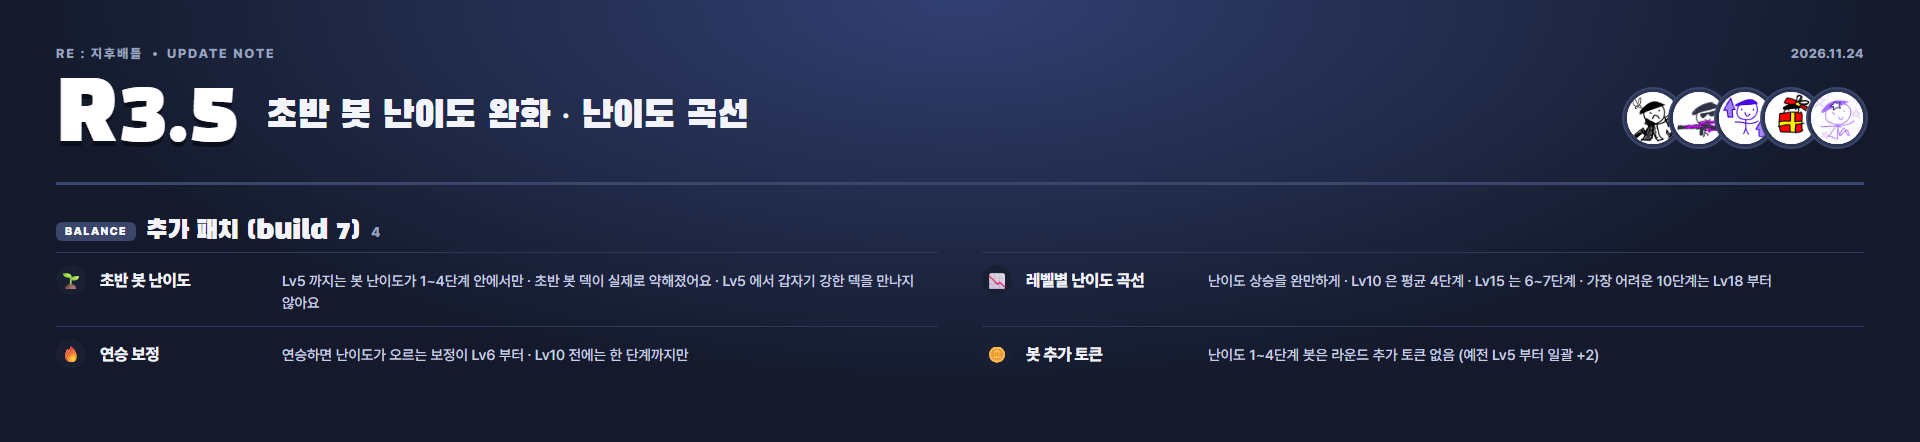 RE : 지후배틀 • UPDATE NOTE
2026.11.24
R3.5 초반 봇 난이도 완화 · 난이도 곡선
BALANCE 추가 패치 (build 7) 4
초반 봇 난이도
Lv5 까지는 봇 난이도가 1~4단계 안에서만 · 초반 봇 덱이 실제로 약해졌어요 · Lv5 에서 갑자기 강한 덱을 만나지
않아요
레벨별 난이도 곡선
난이도 상승을 완만하게 · Lv10 은 평균 4단계 · Lv15 는 6~7단계 · 가장 어려운 10단계는 Lv18 부터
연승 보정
연승하면 난이도가 오르는 보정이 Lv6 부터 · Lv10 전에는 한 단계까지만
봇 추가 토큰
난이도 1~4단계 봇은 라운드 추가 토큰 없음 (예전 Lv5 부터 일괄 +2)